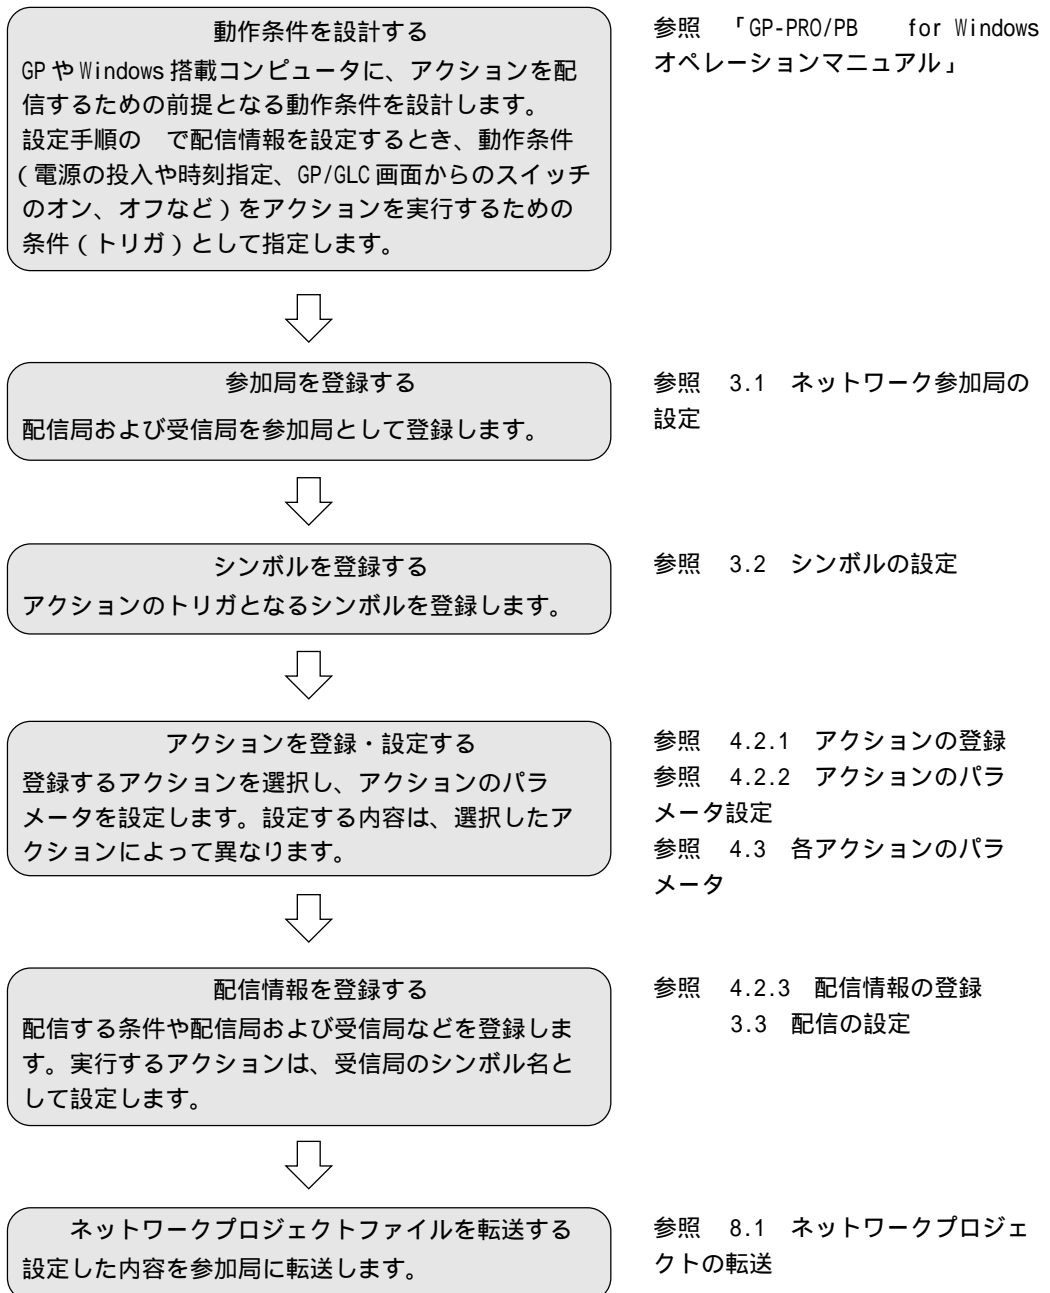 動作条件を設計する
GPやWindows搭載コンピュータに、アクションを配
信するための前提となる動作条件を設計します。
設定手順の　で配信情報を設定するとき、動作条件
(電源の投入や時刻指定、GP/GLC画面からのスイッチ
のオン、オフなど)をアクションを実行するための
条件(トリガ)として指定します。
参照　「GP-PRO/PB　　for Windows
オペレーションマニュアル」
参加局を登録する
配信局および受信局を参加局として登録します。
参照　3.1　ネットワーク参加局の
設定
シンボルを登録する
アクションのトリガとなるシンボルを登録します。
参照　3.2　シンボルの設定
アクションを登録・設定する
登録するアクションを選択し、アクションのパラ
メータを設定します。設定する内容は、選択したア
クションによって異なります。
参照　4.2.1　アクションの登録
参照　4.2.2　アクションのパラ
メータ設定
参照　4.3　各アクションのパラ
メータ
配信情報を登録する
配信する条件や配信局および受信局などを登録しま
す。実行するアクションは、受信局のシンボル名と
して設定します。
参照　4.2.3　配信情報の登録
3.3　配信の設定
ネットワークプロジェクトファイルを転送する
設定した内容を参加局に転送します。
参照　8.1　ネットワークプロジェ
クトの転送